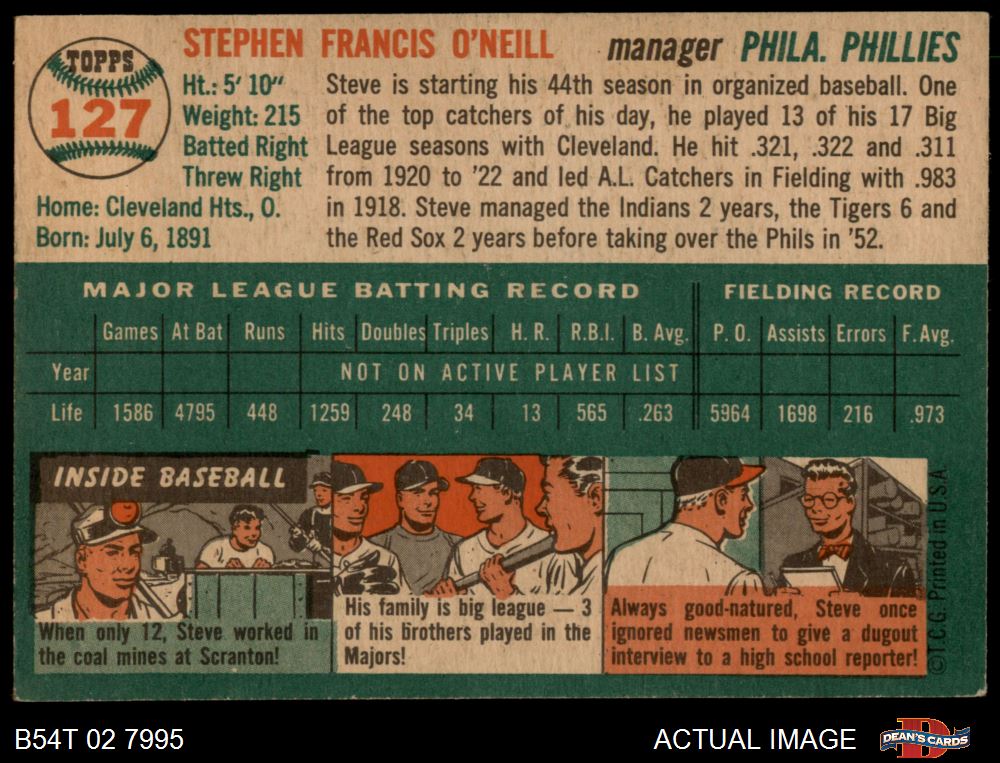 TOPPS
127
STEPHEN FRANCIS O'NEILL manager PHILA. PHILLIES
Ht.: 5' 10"
Weight: 215
Batted Right
Threw Right
Home: Cleveland Hts., O.
Born: July 6, 1891
Steve is starting his 44th season in organized baseball. One
of the top catchers of his day, he played 13 of his 17 Big
League seasons with Cleveland. He hit .321, .322 and .311
from 1920 to '22 and led A.L. Catchers in Fielding with .983
in 1918. Steve managed the Indians 2 years, the Tigers 6 and
the Red Sox 2 years before taking over the Phils in '52.
MAJOR LEAGUE BATTING RECORD FIELDING RECORD
Games At Bat Runs Hits Doubles Triples H. R. R.B.I. B. Avg. P. O. Assists Errors F. Avg.
Year NOT ON ACTIVE PLAYER LIST
Life 1586 4795 448 1259 248 34 13 565 .263 5964 1698 216 .973
INSIDE BASEBALL
When only 12, Steve worked in
the coal mines at Scranton!
His family is big league — 3
of his brothers played in the
Majors!
Always good-natured, Steve once
ignored newsmen to give a dugout
interview to a high school reporter!
©T.C.G. Printed in U.S.A
B54T 02 7995
ACTUAL IMAGE
D
DEAN'S CARDS